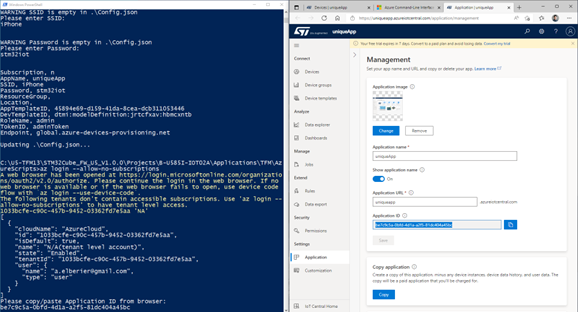 Windows PowerShell
WARNING SSID is empty in .\Config.json
Please enter SSID:
iPhone
WARNING Password is empty in .\Config.json
Please enter Password:
stm32iot
Subscription, n
AppName, uniqueApp
SSID, iPhone
Password, stm32iot
ResourceGroup,
Location,
AppTemplateID, 45894e69-d159-41da-8cea-dcb311053446
DevTemplateID, dtmi:modelDefinition:jrtcfxav:hbmcxntb
RoleName, admin
TokenID, adminToken
Endpoint, global.azure-devices-provisioning.net
Updating .\Config.json...
C:\US-TFM13\STM32Cube_FW_U5_V1.0.0\Projects\B-U585I-IOT02A\Applications\TFM\Az
ureScripts>az login --allow-no-subscriptions
A web browser has been opened at https://login.microsoftonline.com/organizatio
ns/oauth2/v2.0/authorize. Please continue the login in the web browser. If no
web browser is available or if the web browser fails to open, use device code
flow with `az login --use-device-code`.
The following tenants don't contain accessible subscriptions. Use 'az login --
allow-no-subscriptions' to have tenant level access.
1033bcfe-c90c-457b-9452-03362fd7e5aa 'NA'
[
{
"cloudName": "AzureCloud",
"id": "1033bcfe-c90c-457b-9452-03362fd7e5aa",
"isDefault": true,
"name": "N/A(tenant level account)",
"state": "Enabled",
"tenantId": "1033bcfe-c90c-457b-9452-03362fd7e5aa",
"user": {
"name": "a.elberier@gmail.com",
"type": "user"
}
}
]
Please copy/paste Application ID from browser:
be7c9c5a-0bfd-4d1a-a2f5-81dc404a45bc
Devices | uniqueApp
Azure Command-Line Interface
Application | uniqueApp
https://uniqueapp.azureiotcentral.com/application/management
uniqueApp
Your free trial expires in 7 days. Convert to a paid plan and avoid losing data. Convert my trial
Connect
Devices
Device groups
Device templates
Analyze
Data explorer
Dashboards
Manage
Jobs
Extend
Rules
Data export
Security
Permissions
Settings
Application
Customization
IoT Central Home
Management
Set your app name and URL and copy or delete your app. Learn more
Application image
Change
Remove
Application name *
uniqueApp
Show application name
On
Application URL *
uniqueapp
.azureiotcentral.com
Application ID
be7c9c5a-0bfd-4d1a-a2f5-81dc404a45bc
Save
Copy application
Create a copy of this application, minus any device instances, device data history, and user data. The
copy will be a paid application that you'll be charged for.
Copy